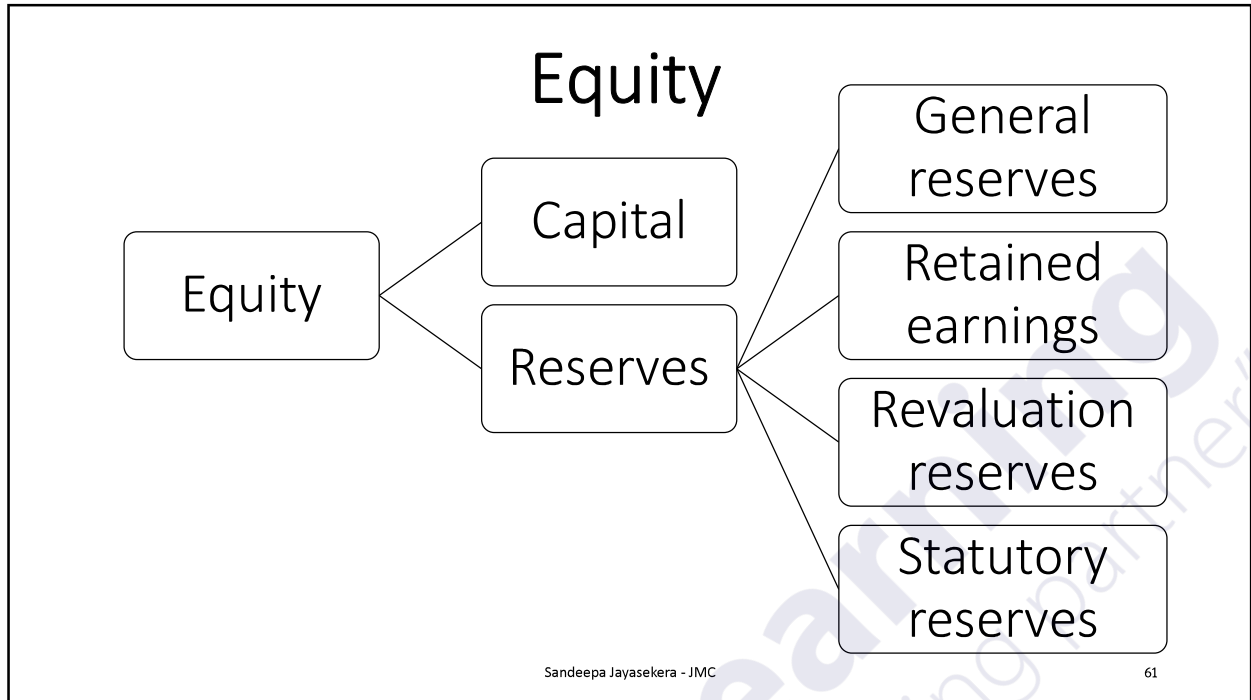 Equity
Equity
Capital
Reserves
General
reserves
Retained
earnings
Revaluation
reserves
Statutory
reserves
Sandeepa Jayasekera - JMC
61